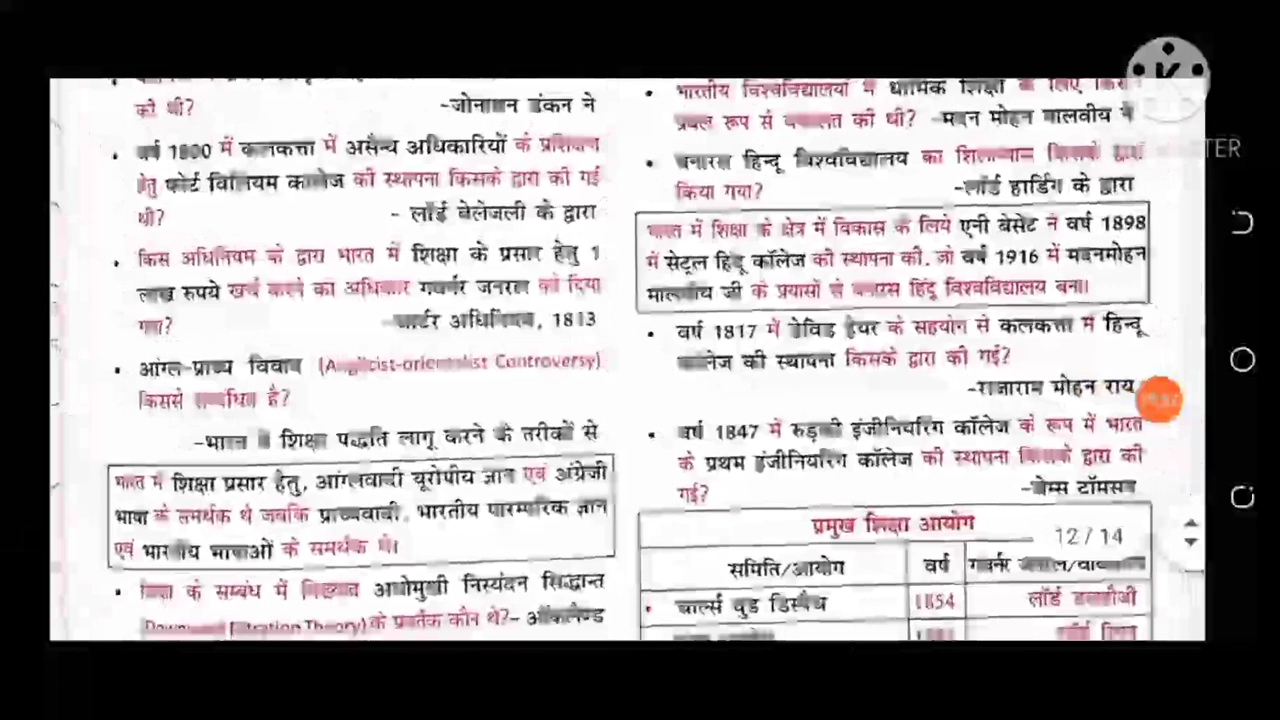 की थी?
-जोनाथन डंकन ने
वर्ष 1800 में कलकत्ता में असैन्य अधिकारियों के प्रशिक्षण
हेतु फोर्ट विलियम कालेज की स्थापना किसके द्वारा की गई
थी?
- लॉर्ड वेलेजली के द्वारा
किस अधिनियम के द्वारा भारत में शिक्षा के प्रसार हेतु 1
लाख रुपये खर्च करने का अधिकार गवर्नर जनरल को दिया
गया?
-चार्टर अधिनियम, 1813
आंग्ल-प्राच्य विवाद (Anglicist-orientalist Controversy)
किससे सम्बंधित है?
-भारत में शिक्षा पद्धति लागू करने के तरीकों से
भारत में शिक्षा प्रसार हेतु, आंग्लवादी यूरोपीय ज्ञान एवं अंग्रेजी
भाषा के समर्थक थे जबकि प्राच्यवादी, भारतीय पारम्परिक ज्ञान
एवं भारतीय भाषाओं के समर्थक थे।
के सम्बंध में विख्यात अधोमुखी निस्यंदन सिद्धान्त
Filtration Theory) के प्रवर्तक कौन थे?- ऑकलैण्ड
भारतीय विश्वविद्यालयों में धार्मिक शिक्षा के लिए
प्रबल रूप से वकालत की थी? -मदन मोहन मालवीय ने
बनारस हिन्दू विश्वविद्यालय का शिलान्यास किसके द्वारा
किया गया?
-लॉर्ड हार्डिंग के द्वारा
भारत में शिक्षा के क्षेत्र में विकास के लिये एनी बेसेंट ने वर्ष 1898
में सेंट्रल हिंदू कॉलेज की स्थापना की, जो वर्ष 1916 में मदनमोहन
मालवीय जी के प्रयासों से बनारस हिंदू विश्वविद्यालय बना।
वर्ष 1817 में डेविड हेयर के सहयोग से कलकत्ता में हिन्दू
कालेज की स्थापना किसके द्वारा की गई?
-राजाराम मोहन राय
वर्ष 1847 में रुड़की इंजीनियरिंग कॉलेज के रूप में भारत
के प्रथम इंजीनियरिंग कॉलेज की स्थापना किसके द्वारा की
गई?
-जेम्स टॉमसन
प्रमुख शिक्षा आयोग
12 / 14
समिति/आयोग वर्ष गवर्नर जनरल/
चार्ल्स वुड डिस्पैच 1854 लॉर्ड डलहौजी